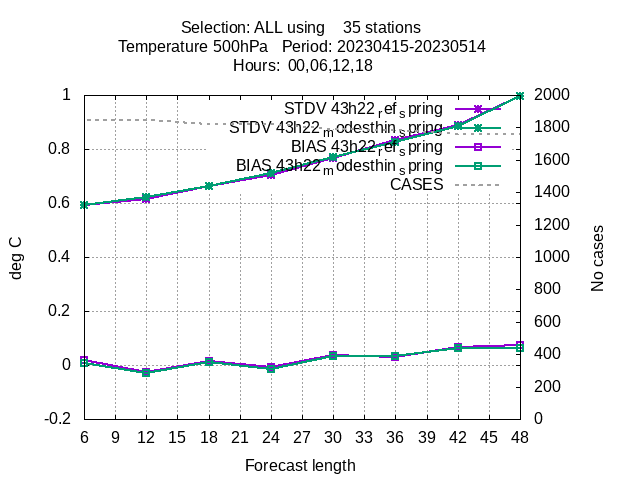 Selection: ALL using 35 stations
Temperature 500hPa Period: 20230415-20230514
Hours: 00,06,12,18
STDV 43h22_ref_spring
STDV 43h22_modesthin_spring
BIAS 43h22_ref_spring
BIAS 43h22_modesthin_spring
CASES
deg C
No cases
1
0.8
0.6
0.4
0.2
0
-0.2
2000
1800
1600
1400
1200
1000
800
600
400
200
0
6 9 12 15 18 21 24 27 30 33 36 39 42 45 48
Forecast length